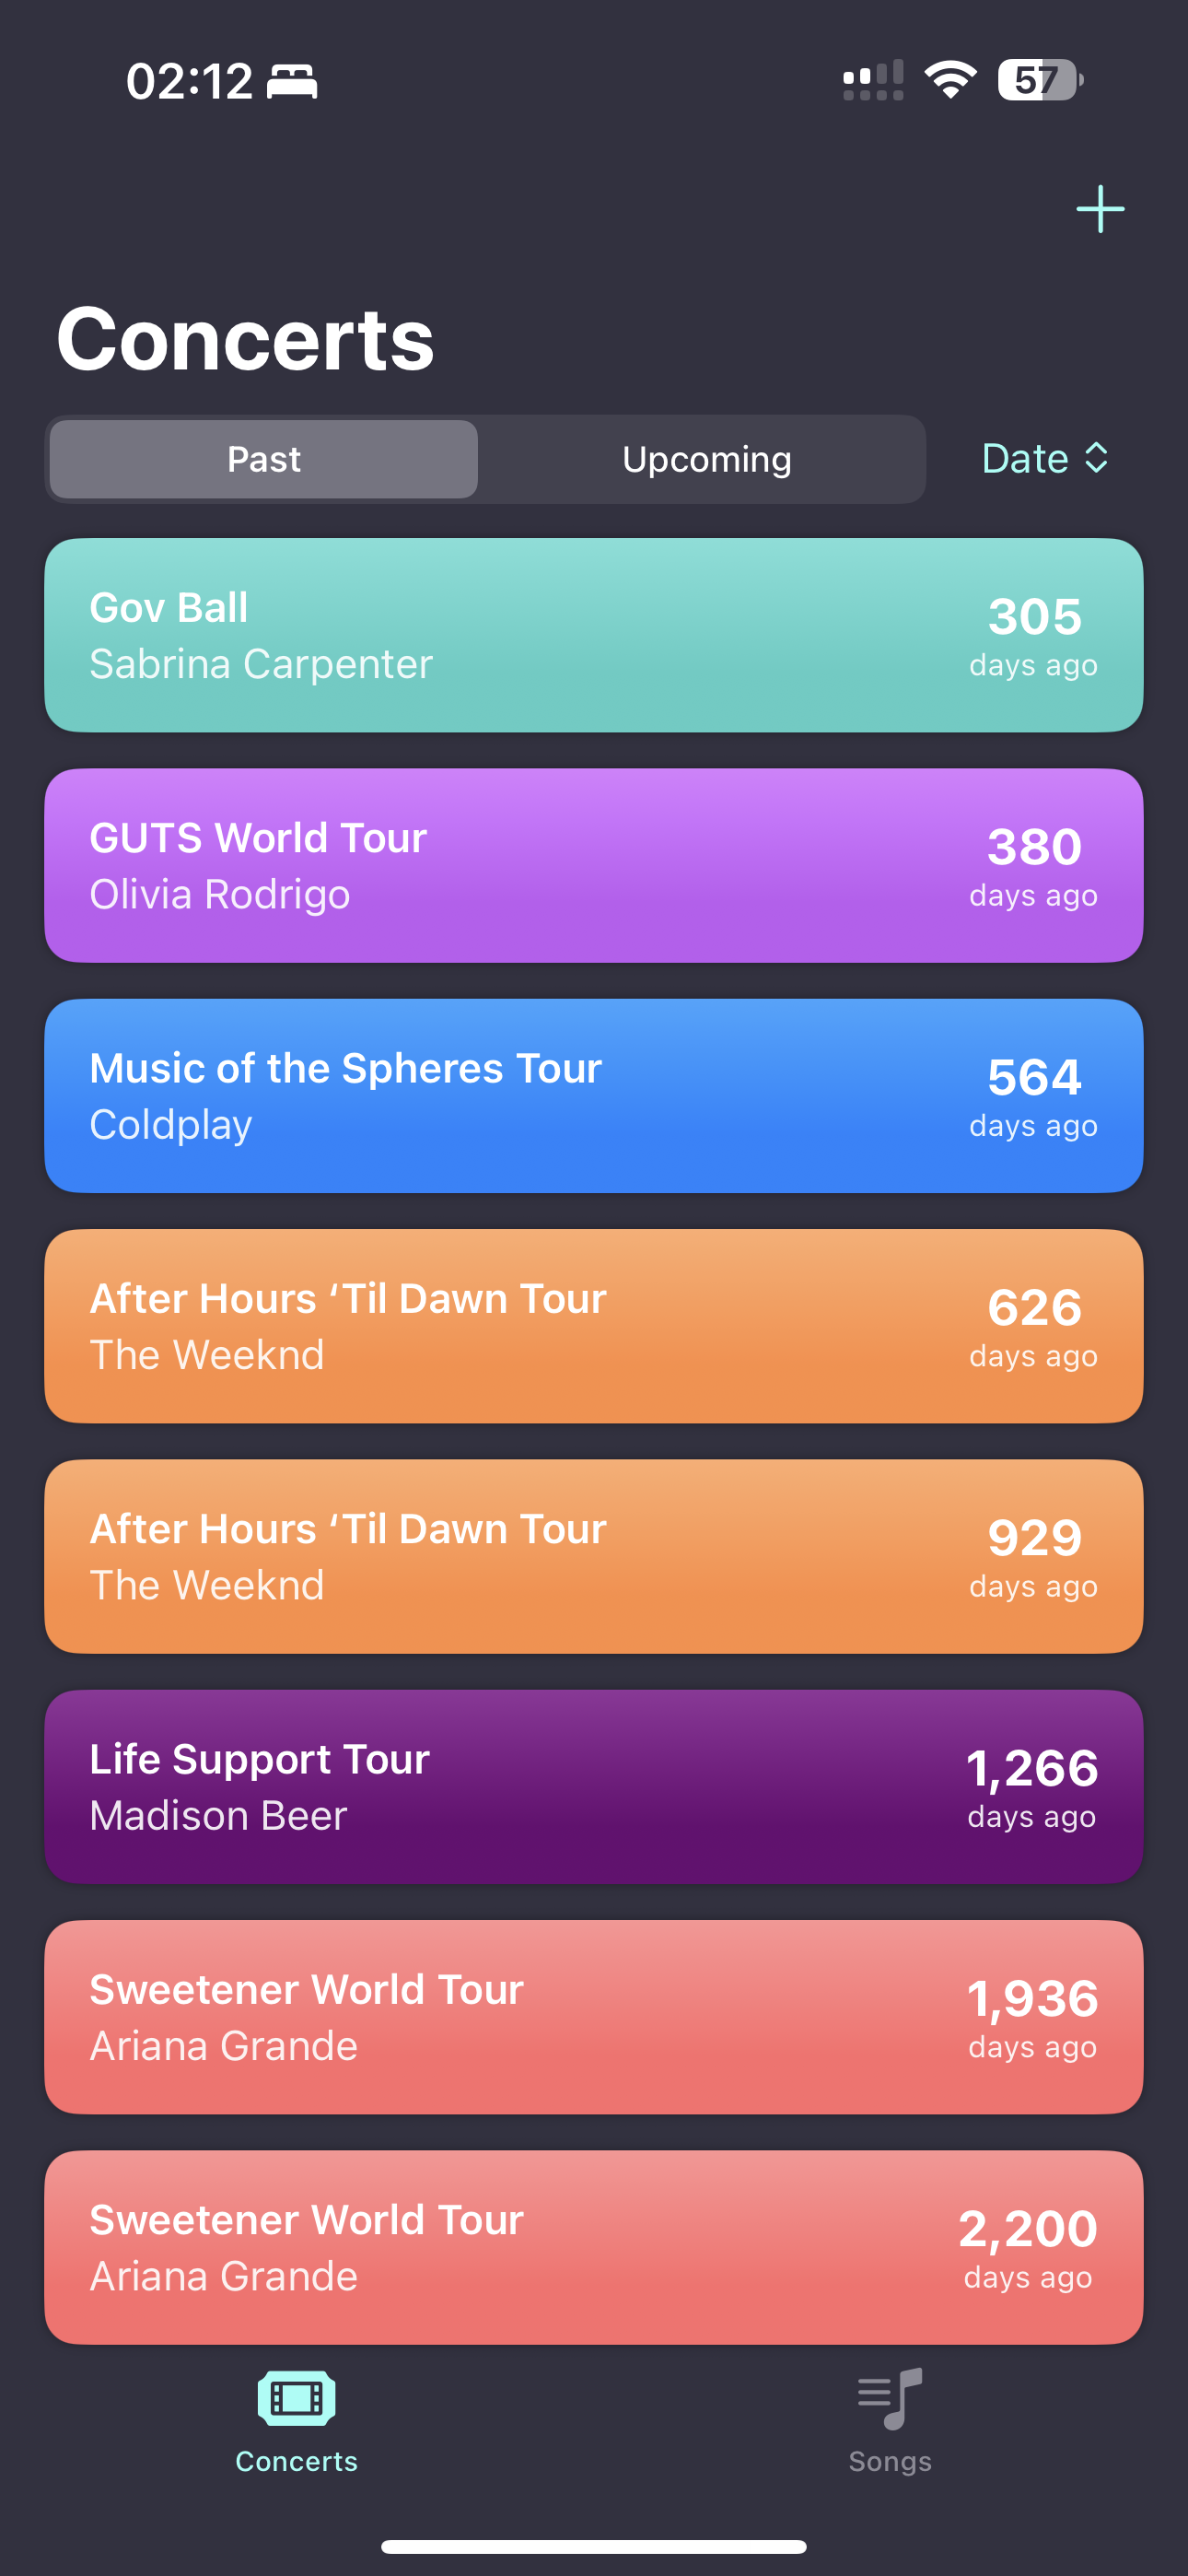 02:12
57
Concerts
Past
Upcoming
Date
Gov Ball
Sabrina Carpenter
305
days ago
GUTS World Tour
Olivia Rodrigo
380
days ago
Music of the Spheres Tour
Coldplay
564
days ago
After Hours ‘Til Dawn Tour
The Weeknd
626
days ago
After Hours ‘Til Dawn Tour
The Weeknd
929
days ago
Life Support Tour
Madison Beer
1,266
days ago
Sweetener World Tour
Ariana Grande
1,936
days ago
Sweetener World Tour
Ariana Grande
2,200
days ago
Concerts
Songs